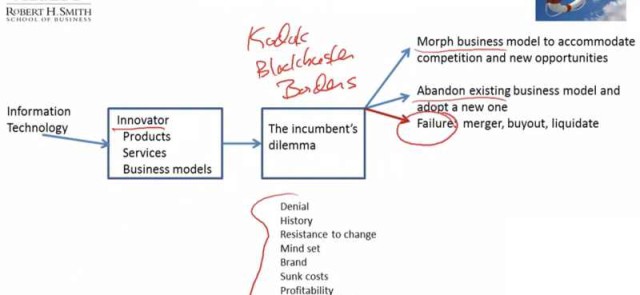 ROBERT H. SMITH
SCHOOL OF BUSINESS
Kodak
Blockbuster
Borders
Morph business model to accommodate
competition and new opportunities
Abandon existing business model and
adopt a new one
Failure: merger, buyout, liquidate
Information
Technology
Innovator
Products
Services
Business models
The incumbent's
dilemma
Denial
History
Resistance to change
Mind set
Brand
Sunk costs
Profitability